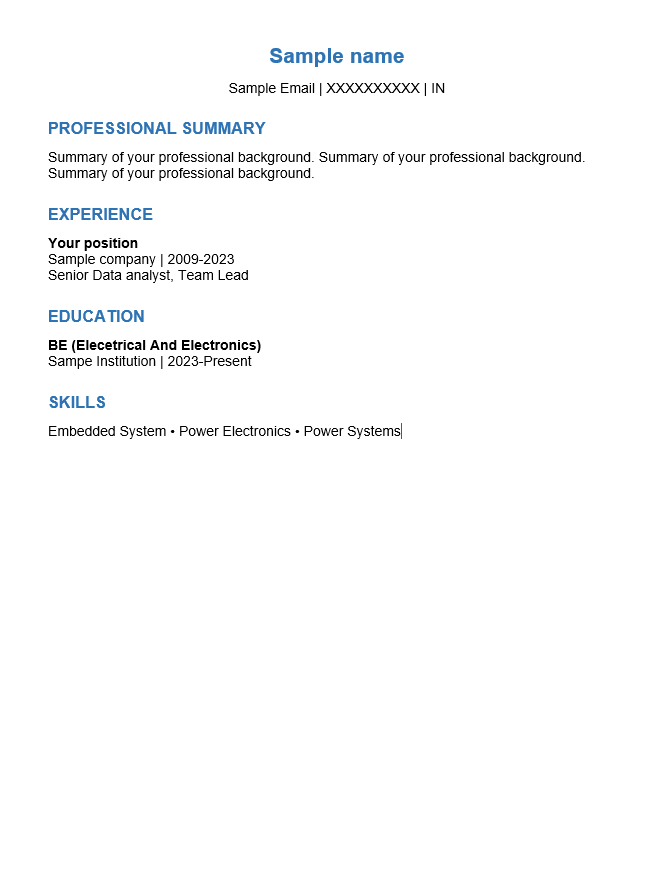 Sample name
Sample Email | XXXXXXXXXX | IN
PROFESSIONAL SUMMARY
Summary of your professional background. Summary of your professional background.
Summary of your professional background.
EXPERIENCE
Your position
Sample company | 2009-2023
Senior Data analyst, Team Lead
EDUCATION
BE (Elecetrical And Electronics)
Sampe Institution | 2023-Present
SKILLS
Embedded System • Power Electronics • Power Systems